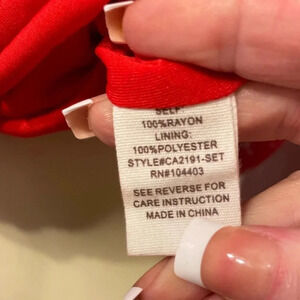 SELF:
100%RAYON
LINING:
100%POLYESTER
STYLE#CA2191-SET
RN#104403
SEE REVERSE FOR
CARE INSTRUCTION
MADE IN CHINA